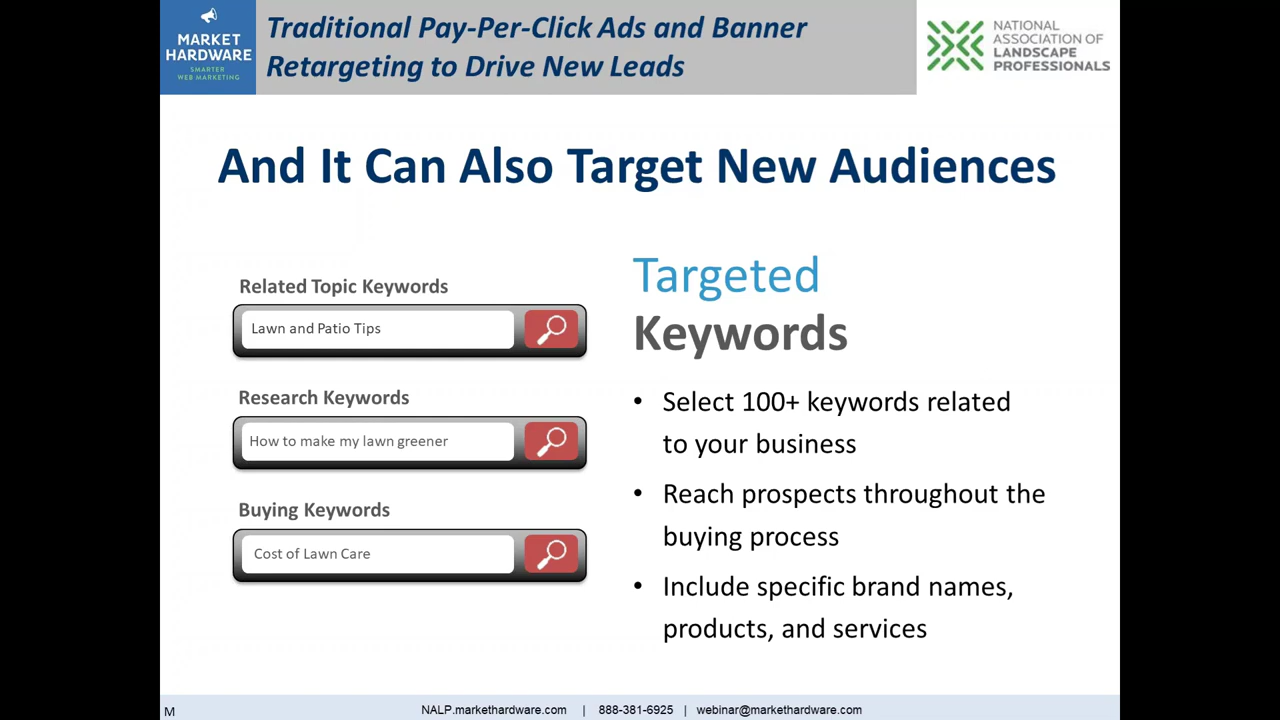 MARKET
HARDWARE
SMARTER
WEB MARKETING
Traditional Pay-Per-Click Ads and Banner
Retargeting to Drive New Leads
NATIONAL
ASSOCIATION OF
LANDSCAPE
PROFESSIONALS
And It Can Also Target New Audiences
Related Topic Keywords
Lawn and Patio Tips
Research Keywords
How to make my lawn greener
Buying Keywords
Cost of Lawn Care
Targeted
Keywords
• Select 100+ keywords related
to your business
• Reach prospects throughout the
buying process
• Include specific brand names,
products, and services
M
NALP.markethardware.com | 888-381-6925 | webinar@markethardware.com